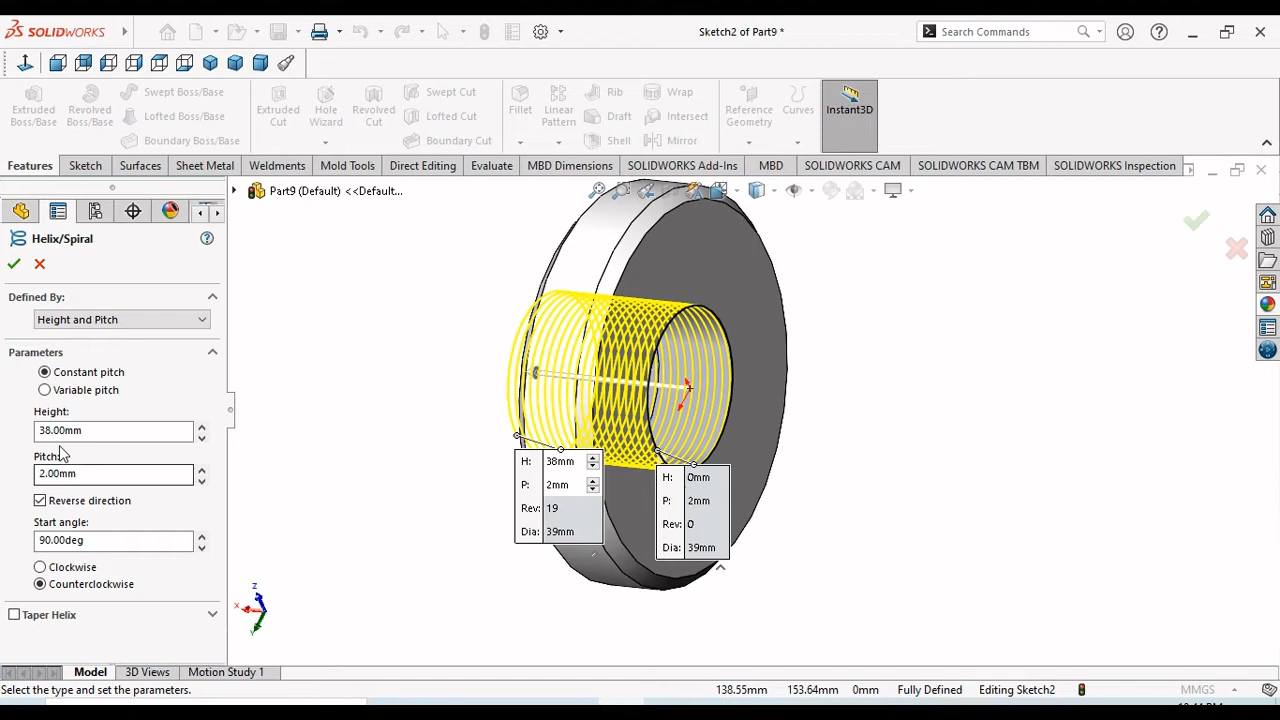 SOLIDWORKS
Sketch2 of Part9 *
Search Commands
Extruded Boss/Base
Revolved Boss/Base
Swept Boss/Base
Lofted Boss/Base
Boundary Boss/Base
Extruded Cut
Hole Wizard
Revolved Cut
Swept Cut
Lofted Cut
Boundary Cut
Fillet
Linear Pattern
Rib
Draft
Shell
Wrap
Intersect
Mirror
Reference Geometry
Curves
Instant3D
Features Sketch Surfaces Sheet Metal Weldments Mold Tools Direct Editing Evaluate MBD Dimensions SOLIDWORKS Add-Ins MBD SOLIDWORKS CAM SOLIDWORKS CAM TBM SOLIDWORKS Inspection
Part9 (Default) <<Default...
Helix/Spiral
Defined By:
Height and Pitch
Parameters
Constant pitch
Variable pitch
Height:
38.00mm
Pitch:
2.00mm
Reverse direction
Start angle:
90.00deg
Clockwise
Counterclockwise
Taper Helix
H: 38mm
P: 2mm
Rev: 19
Dia: 39mm
H: 0mm
P: 2mm
Rev: 0
Dia: 39mm
Z
X
Y
Model 3D Views Motion Study 1
Select the type and set the parameters.
138.55mm 153.64mm 0mm Fully Defined Editing Sketch2 MMGS